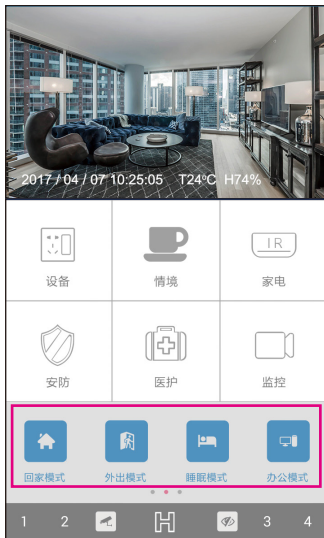 2017 / 04 / 07 10:25:05 T24°C H74%
设备 情境 IR 家电
安防 医护 监控
回家模式 外出模式 睡眠模式 办公模式
1 2 H 3 4